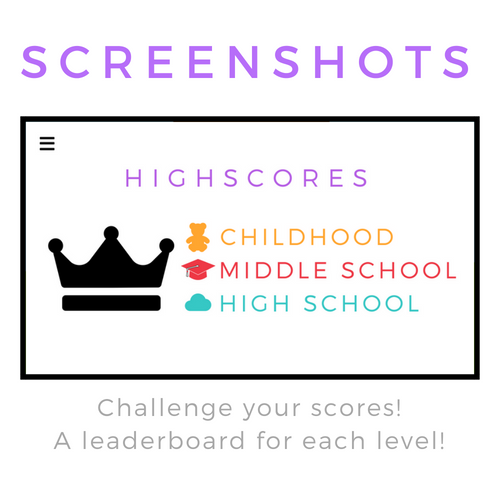 SCREENSHOTS
HIGHSCORES
CHILDHOOD
MIDDLE SCHOOL
HIGH SCHOOL
Challenge your scores!
A leaderboard for each level!